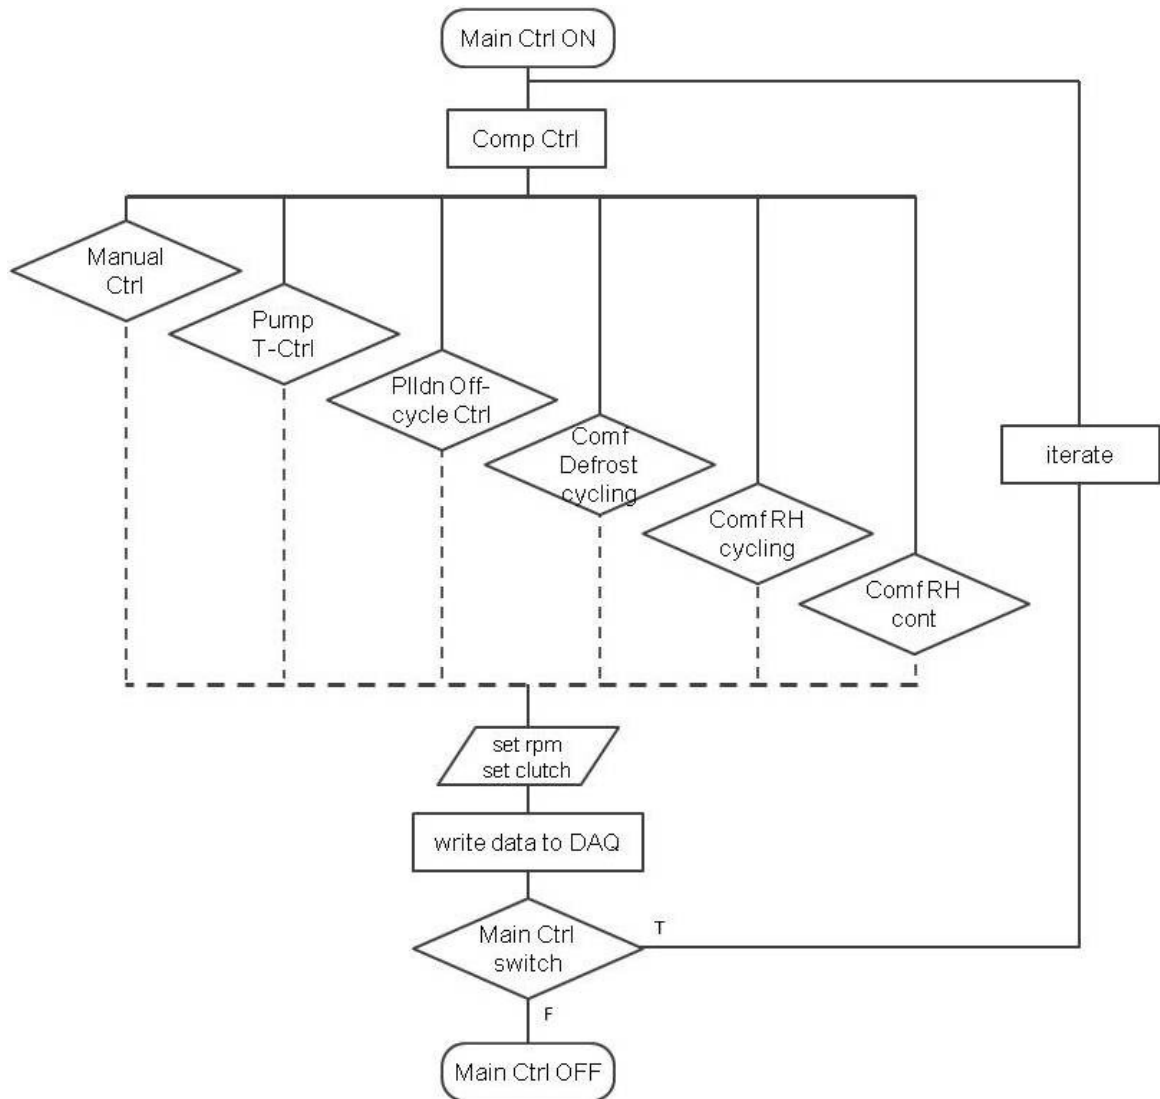 Main Ctrl ON
Comp Ctrl
Manual
Ctrl
Pump
T-Ctrl
Plldn Off-
cycle Ctrl
Comf
Defrost
cycling
Comf RH
cycling
Comf RH
cont
iterate
set rpm
set clutch
write data to DAQ
Main Ctrl
switch
T
F
Main Ctrl OFF